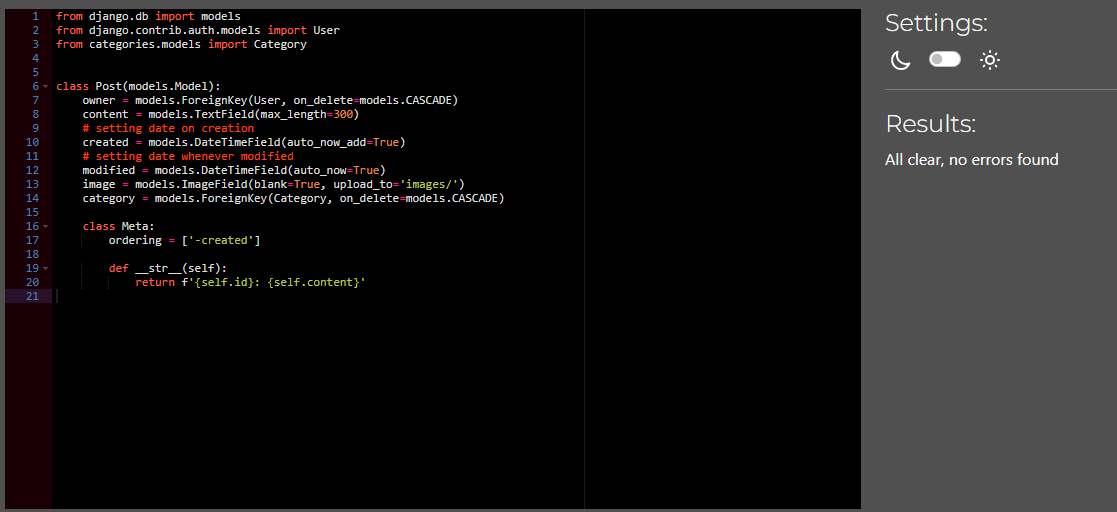 1 from django.db import models
2 from django.contrib.auth.models import User
3 from categories.models import Category
4
5
6 class Post(models.Model):
7     owner = models.ForeignKey(User, on_delete=models.CASCADE)
8     content = models.TextField(max_length=300)
9     # setting date on creation
10     created = models.DateTimeField(auto_now_add=True)
11     # setting date whenever modified
12     modified = models.DateTimeField(auto_now=True)
13     image = models.ImageField(blank=True, upload_to='images/')
14     category = models.ForeignKey(Category, on_delete=models.CASCADE)
15
16     class Meta:
17         ordering = ['-created']
18
19         def __str__(self):
20             return f'{self.id}: {self.content}'
21
Settings:
Results:
All clear, no errors found